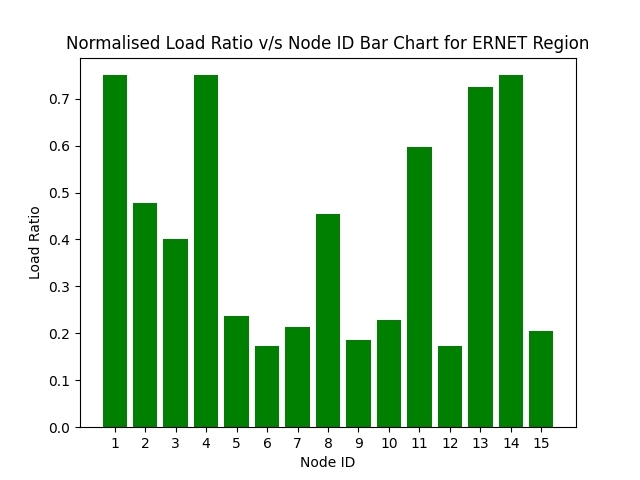 Normalised Load Ratio v/s Node ID Bar Chart for ERNET Region
0.7
0.6
0.5
0.4
0.3
0.2
0.1
0.0
Load Ratio
1 2 3 4 5 6 7 8 9 10 11 12 13 14 15
Node ID